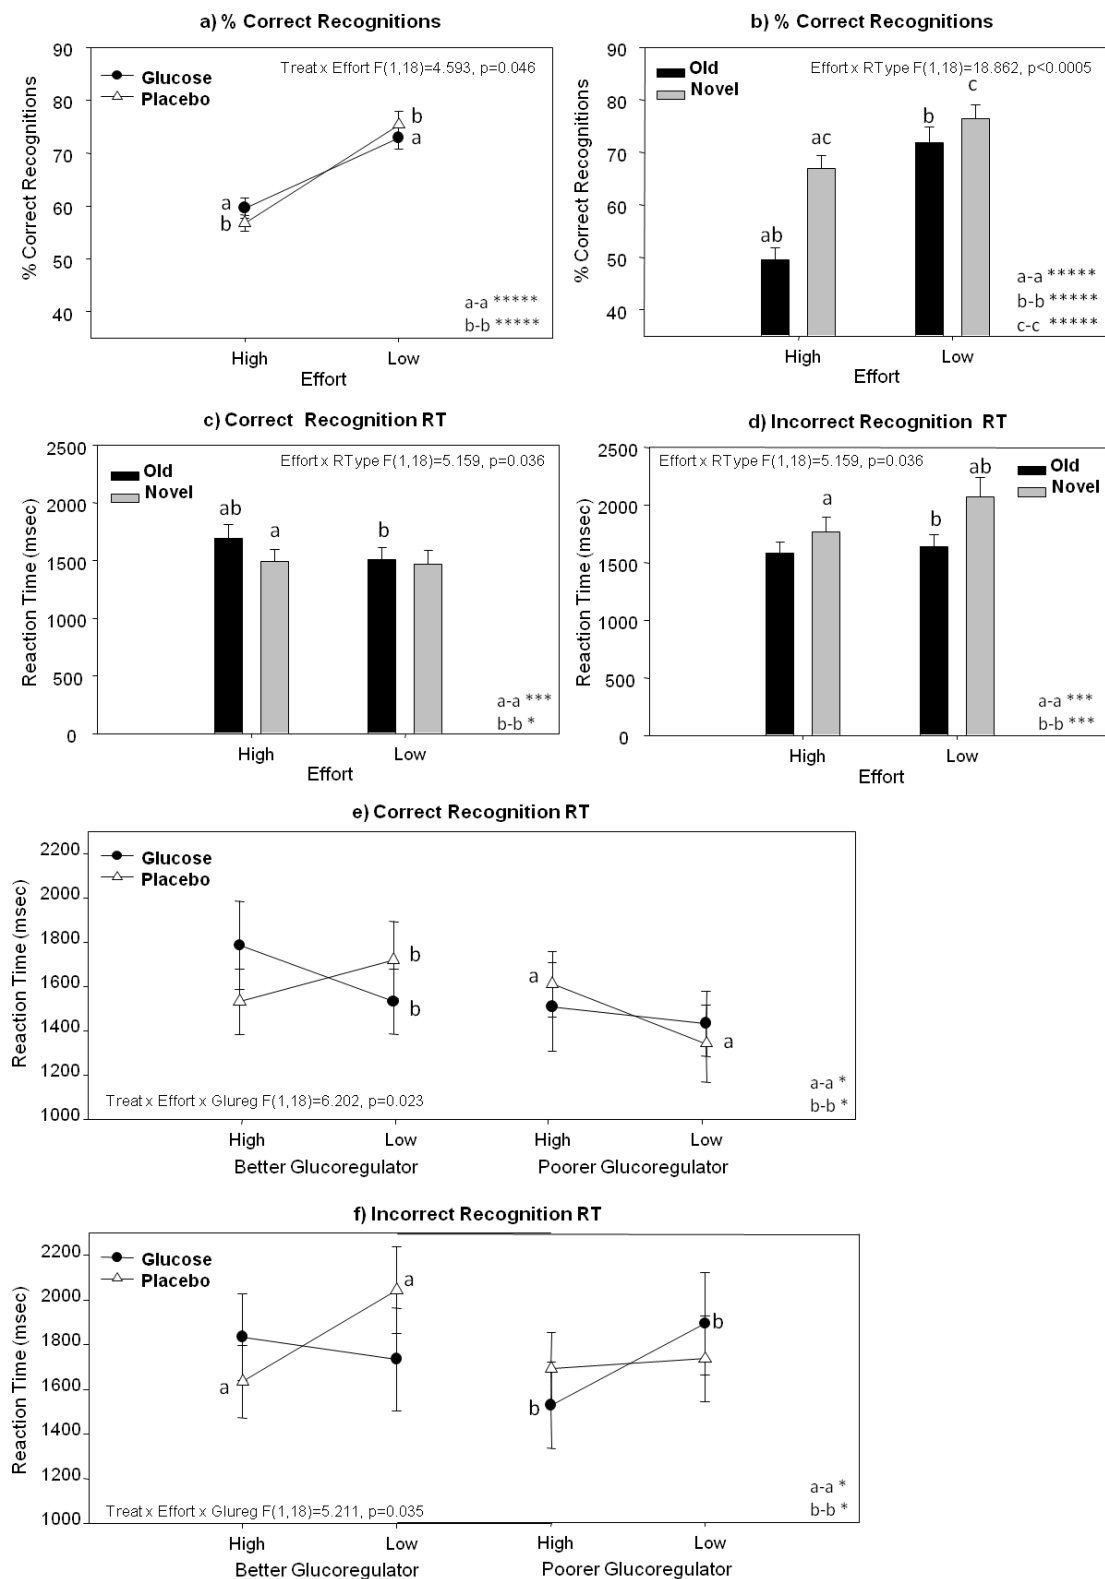 a) % Correct Recognitions
90
80
70
60
50
40
% Correct Recognitions
Glucose
Placebo
Treat x Effort F(1,18)=4.593, p=0.046
b
a
a
b
a-a *****
b-b *****
High
Low
Effort
b) % Correct Recognitions
90
80
70
60
50
40
% Correct Recognitions
Old
Novel
Effort x RType F(1,18)=18.862, p<0.0005
ab
ac
b
c
a-a *****
b-b *****
c-c *****
High
Low
Effort
c) Correct Recognition RT
2500
2000
1500
1000
500
0
Reaction Time (msec)
Old
Novel
Effort x RType F(1,18)=5.159, p=0.036
ab
a
b
a-a ***
b-b *
High
Low
Effort
d) Incorrect Recognition RT
2500
2000
1500
1000
500
0
Reaction Time (msec)
Effort x RType F(1,18)=5.159, p=0.036
Old
Novel
a
b
ab
a-a ***
b-b ***
High
Low
Effort
e) Correct Recognition RT
2200
2000
1800
1600
1400
1200
1000
Reaction Time (msec)
Glucose
Placebo
b
b
a
a
Treat x Effort x Glureg F(1,18)=6.202, p=0.023
a-a *
b-b *
High
Low
High
Low
Better Glucoregulator
Poorer Glucoregulator
f) Incorrect Recognition RT
2200
2000
1800
1600
1400
1200
1000
Reaction Time (msec)
Glucose
Placebo
a
a
b
b
Treat x Effort x Glureg F(1,18)=5.211, p=0.035
a-a *
b-b *
High
Low
High
Low
Better Glucoregulator
Poorer Glucoregulator